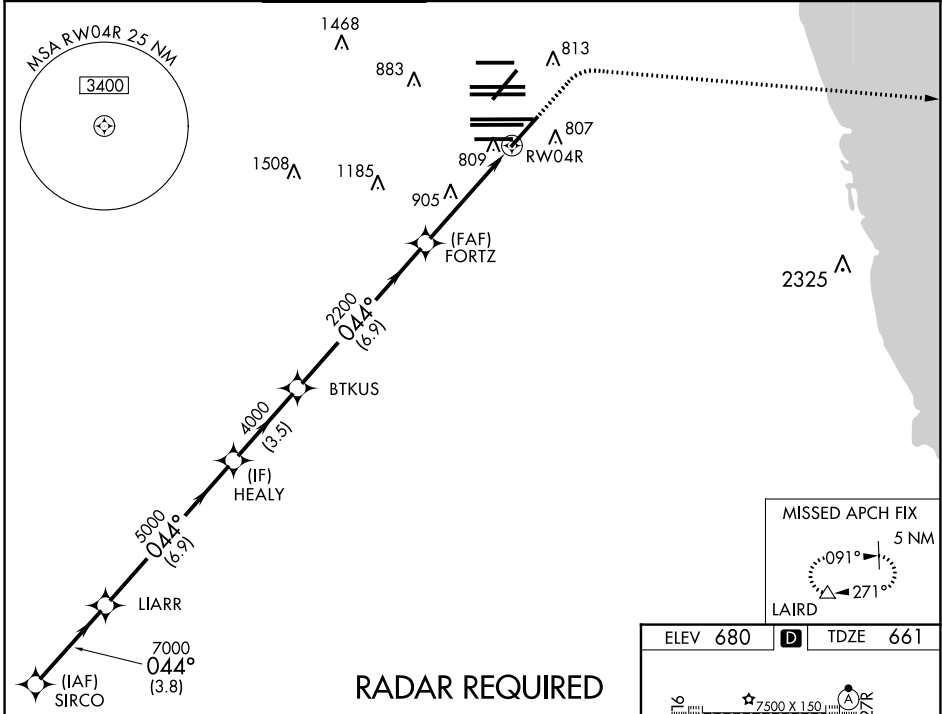 MSA RW04R 25 NM
3400
1468
883
813
1508
1185
809
807
RW04R
905
(FAF)
FORTZ
2325
2200
044°
(6.9)
BTKUS
4000
(3.5)
(IF)
HEALY
5000
044°
(6.9)
LIARR
7000
044°
(3.8)
(IAF)
SIRCO
RADAR REQUIRED
MISSED APCH FIX
5 NM
091°
271°
LAIRD
ELEV 680 D TDZE 661
7500 X 150
A
27R